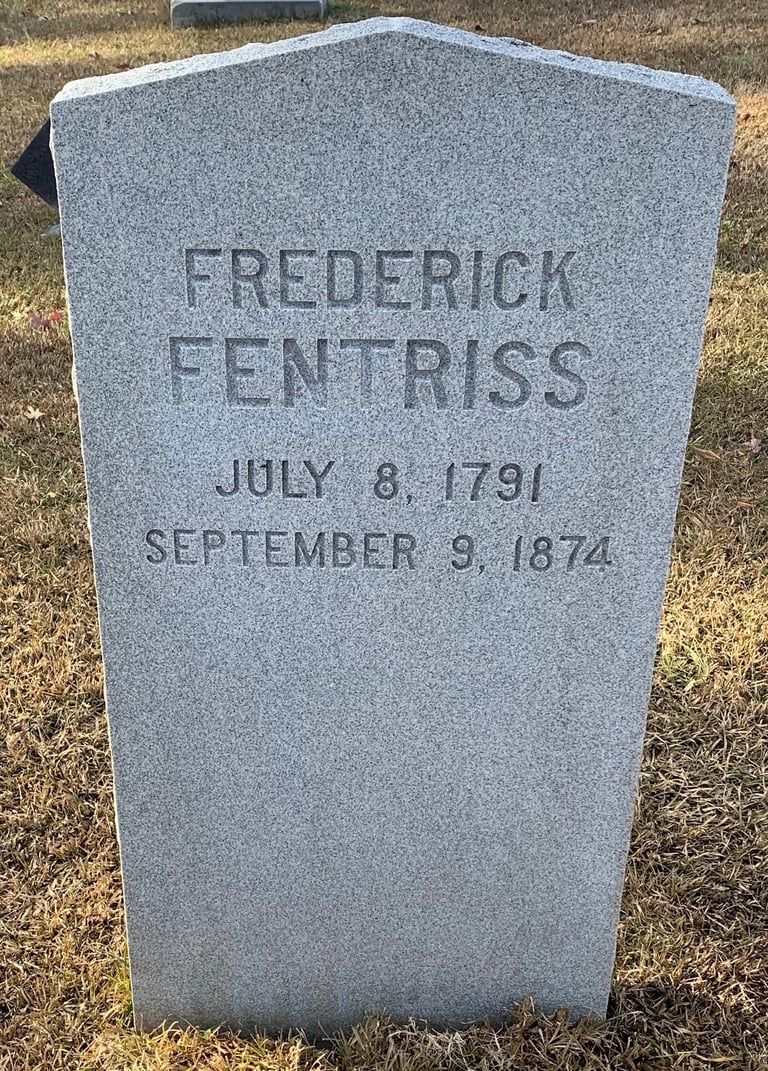 FREDERICK
FENTRISS
JULY 8, 1791
SEPTEMBER 9, 1874